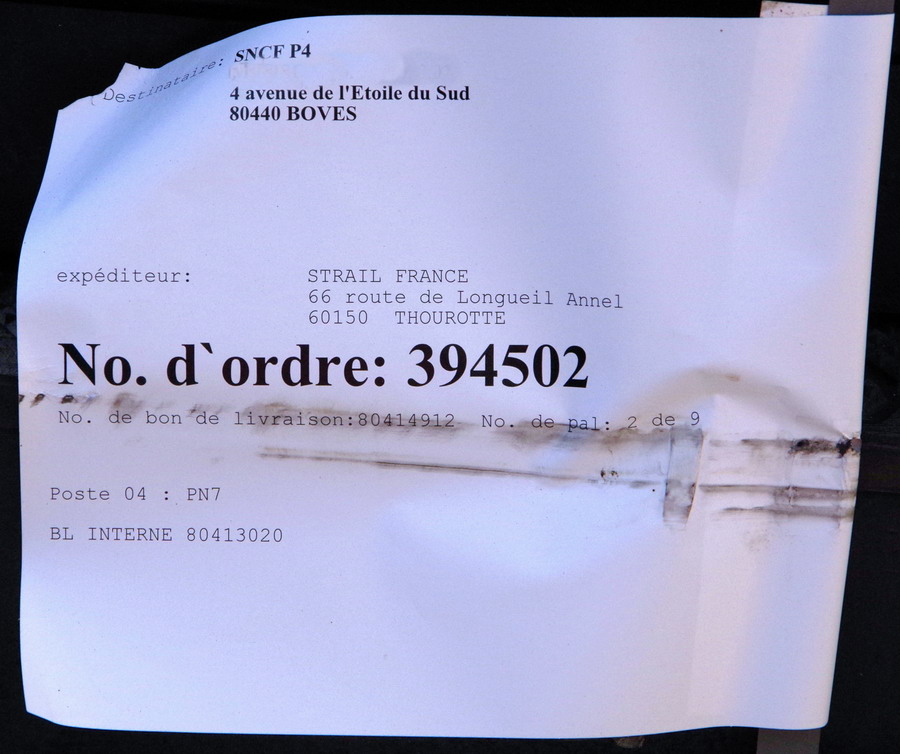 Destinataire: SNCF P4
4 avenue de l'Etoile du Sud
80440 BOVES
expéditeur: STRAIL FRANCE
66 route de Longueil Annel
60150 THOUROTTE
No. d`ordre: 394502
No. de bon de livraison:80414912 No. de pal: 2 de 9
Poste 04 : PN7
BL INTERNE 80413020